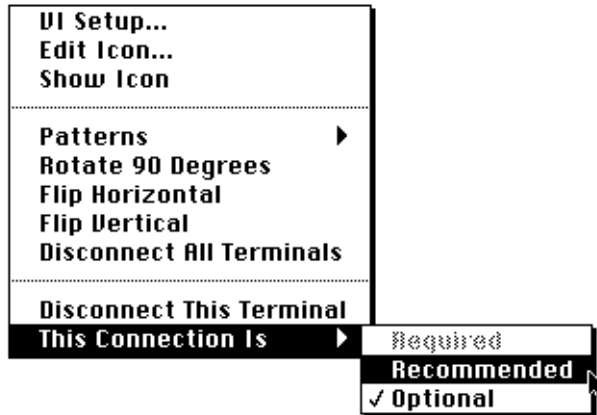 VI Setup...
Edit Icon...
Show Icon
Patterns
Rotate 90 Degrees
Flip Horizontal
Flip Vertical
Disconnect All Terminals
Disconnect This Terminal
This Connection Is
Required
Recommended
✓ Optional